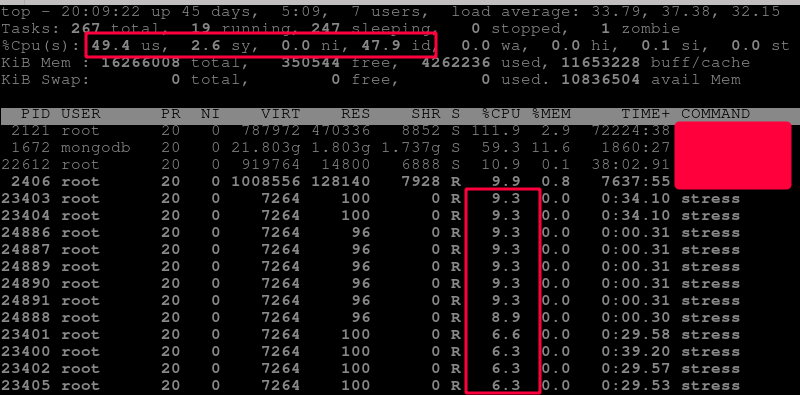 top - 20:09:22 up 45 days,  5:09,  7 users,  load average: 33.79, 37.38, 32.15
Tasks: 267 total,  19 running, 247 sleeping,   0 stopped,   1 zombie
%Cpu(s): 49.4 us,  2.6 sy,  0.0 ni, 47.9 id,  0.0 wa,  0.0 hi,  0.1 si,  0.0 st
KiB Mem : 16266008 total,   350544 free,  4262236 used, 11653228 buff/cache
KiB Swap:        0 total,        0 free,        0 used. 10836504 avail Mem
PID USER      PR  NI    VIRT    RES    SHR S  %CPU %MEM     TIME+ COMMAND
2121 root      20   0  787972 470336   8852 S 111.9  2.9  72224:38
1672 mongodb   20   0 21.803g 1.803g 1.737g S  59.3 11.6   1860:27
22612 root      20   0  919764  14800   6888 S  10.9  0.1  38:02.91
2406 root      20   0 1008556 128140   7928 R   9.9  0.8   7637:55
23403 root      20   0    7264    100      0 R   9.3  0.0   0:34.10 stress
23404 root      20   0    7264    100      0 R   9.3  0.0   0:34.10 stress
24886 root      20   0    7264     96      0 R   9.3  0.0   0:00.31 stress
24887 root      20   0    7264     96      0 R   9.3  0.0   0:00.31 stress
24889 root      20   0    7264     96      0 R   9.3  0.0   0:00.31 stress
24890 root      20   0    7264     96      0 R   9.3  0.0   0:00.31 stress
24891 root      20   0    7264     96      0 R   9.3  0.0   0:00.31 stress
24888 root      20   0    7264     96      0 R   8.9  0.0   0:00.30 stress
23401 root      20   0    7264    100      0 R   6.6  0.0   0:29.58 stress
23400 root      20   0    7264    100      0 R   6.3  0.0   0:39.20 stress
23402 root      20   0    7264    100      0 R   6.3  0.0   0:29.57 stress
23405 root      20   0    7264    100      0 R   6.3  0.0   0:29.53 stress